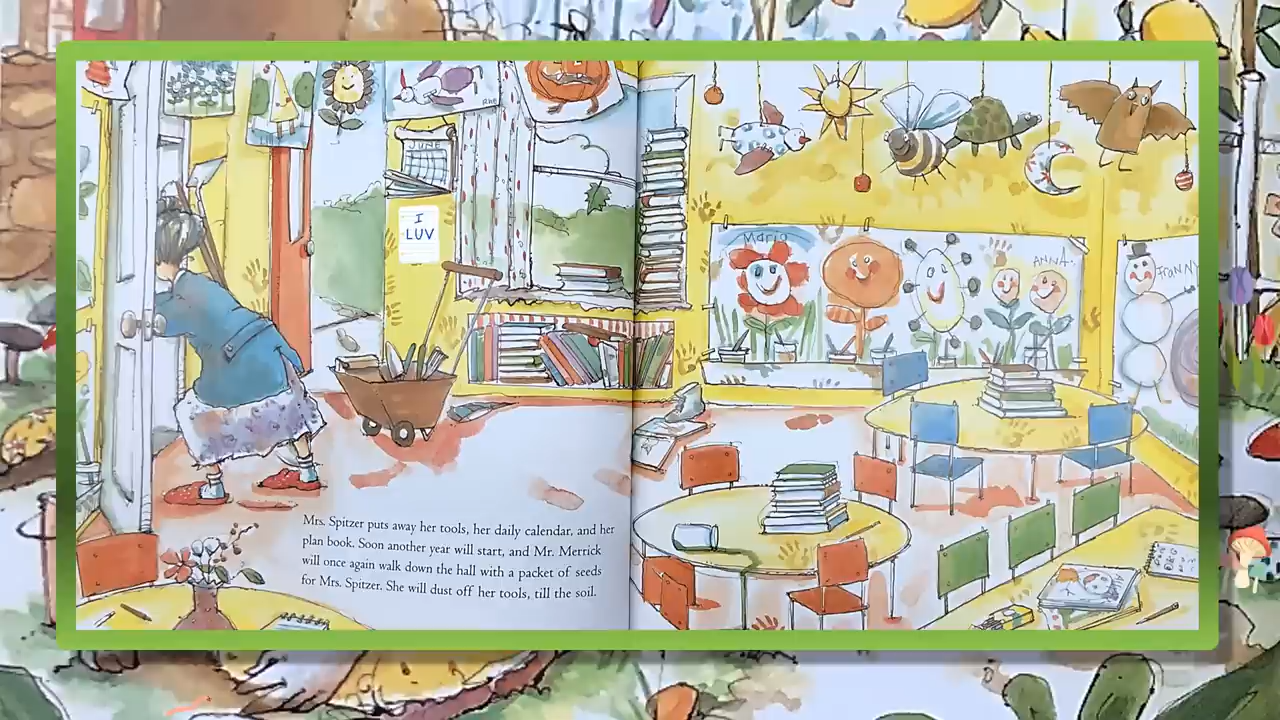 Rhe
JUNE
I
LUV
Maria
ANNA
FrANNY
Mrs. Spitzer puts away her tools, her daily calendar, and her
plan book. Soon another year will start, and Mr. Merrick
will once again walk down the hall with a packet of seeds
for Mrs. Spitzer. She will dust off her tools, till the soil.